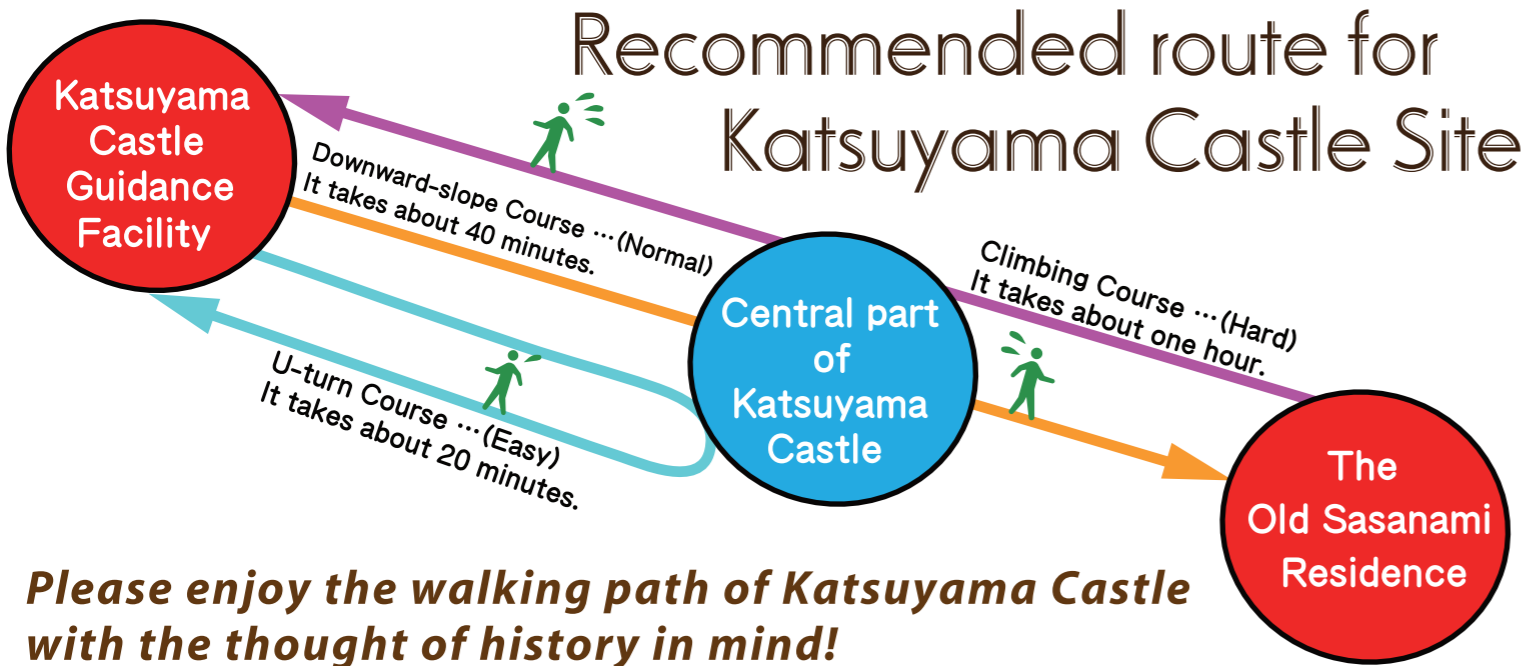 Recommended route for
Katsuyama Castle Site
Katsuyama
Castle
Guidance
Facility
Downward-slope Course …(Normal)
It takes about 40 minutes.
U-turn Course …(Easy)
It takes about 20 minutes.
Central part
of
Katsuyama
Castle
Climbing Course …(Hard)
It takes about one hour.
The
Old Sasanami
Residence
Please enjoy the walking path of Katsuyama Castle
with the thought of history in mind!